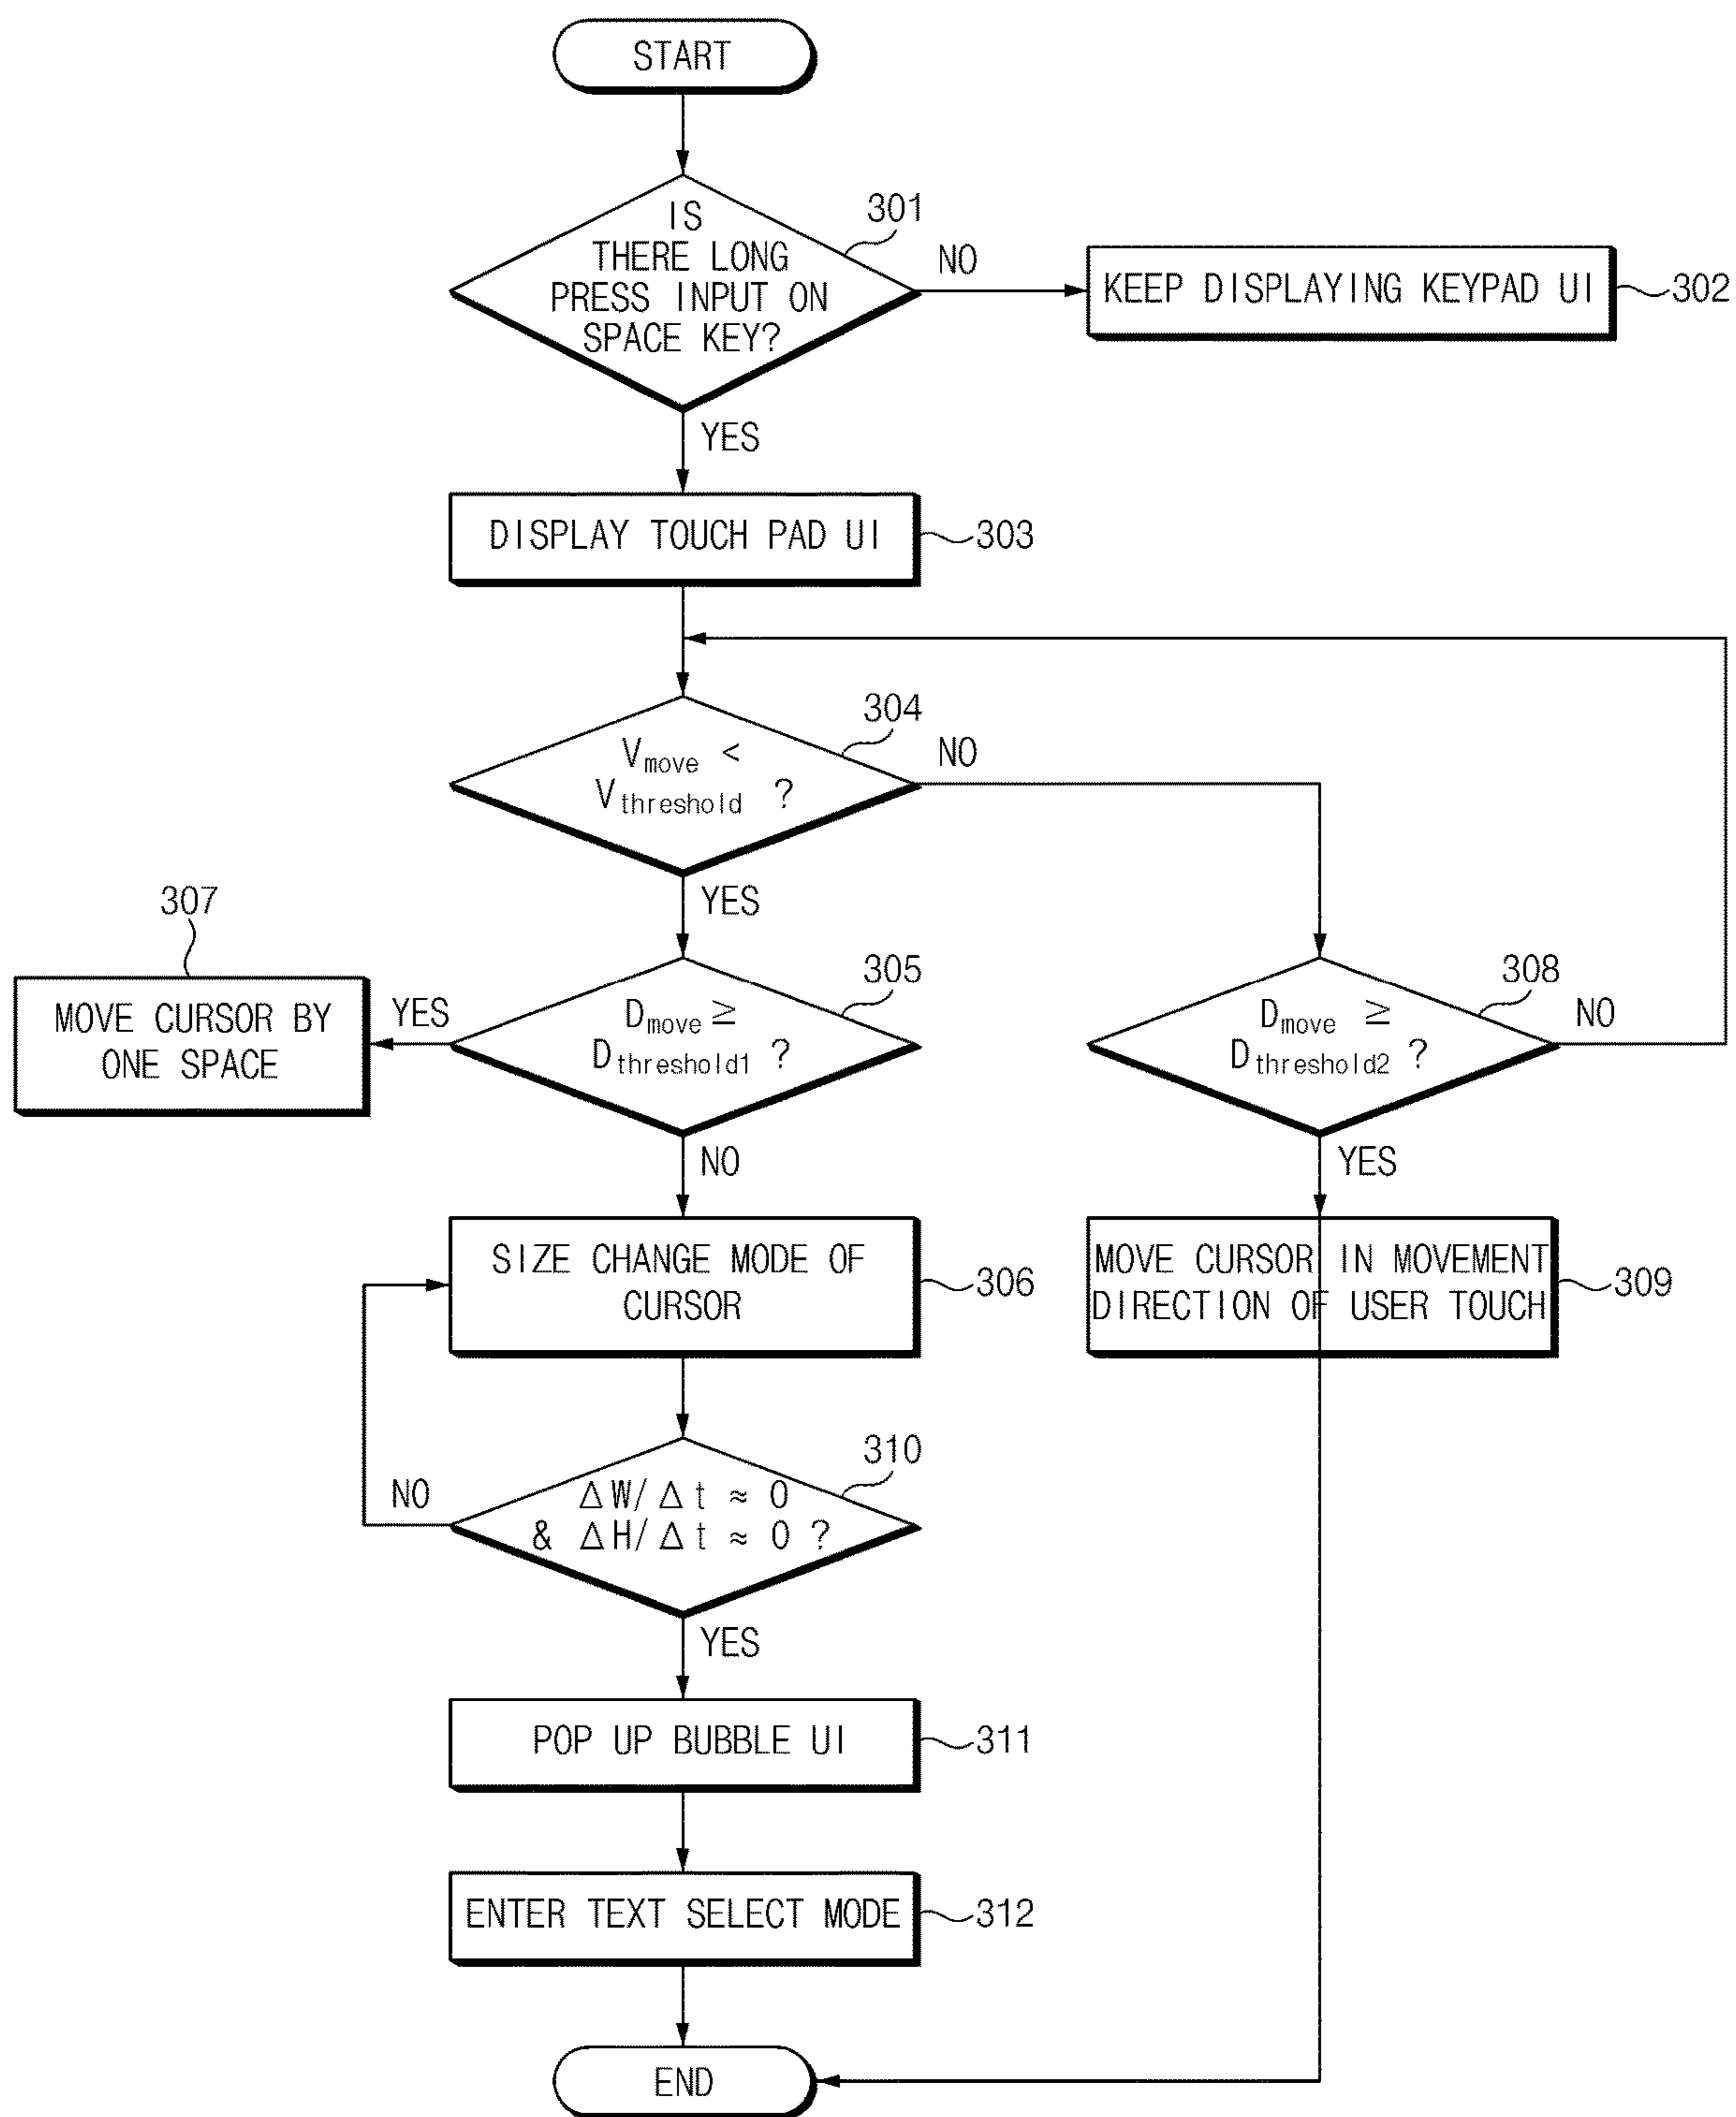 START
IS
THERE LONG
PRESS INPUT ON
SPACE KEY?
301
NO
KEEP DISPLAYING KEYPAD UI
302
YES
DISPLAY TOUCH PAD UI
303
Vmove <
Vthreshold ?
304
NO
YES
307
MOVE CURSOR BY
ONE SPACE
YES
Dmove ≥
Dthreshold1 ?
305
Dmove ≥
Dthreshold2 ?
308
NO
NO
YES
SIZE CHANGE MODE OF
CURSOR
306
MOVE CURSOR IN MOVEMENT
DIRECTION OF USER TOUCH
309
NO
ΔW/Δt ≈ 0
& ΔH/Δt ≈ 0 ?
310
YES
POP UP BUBBLE UI
311
ENTER TEXT SELECT MODE
312
END